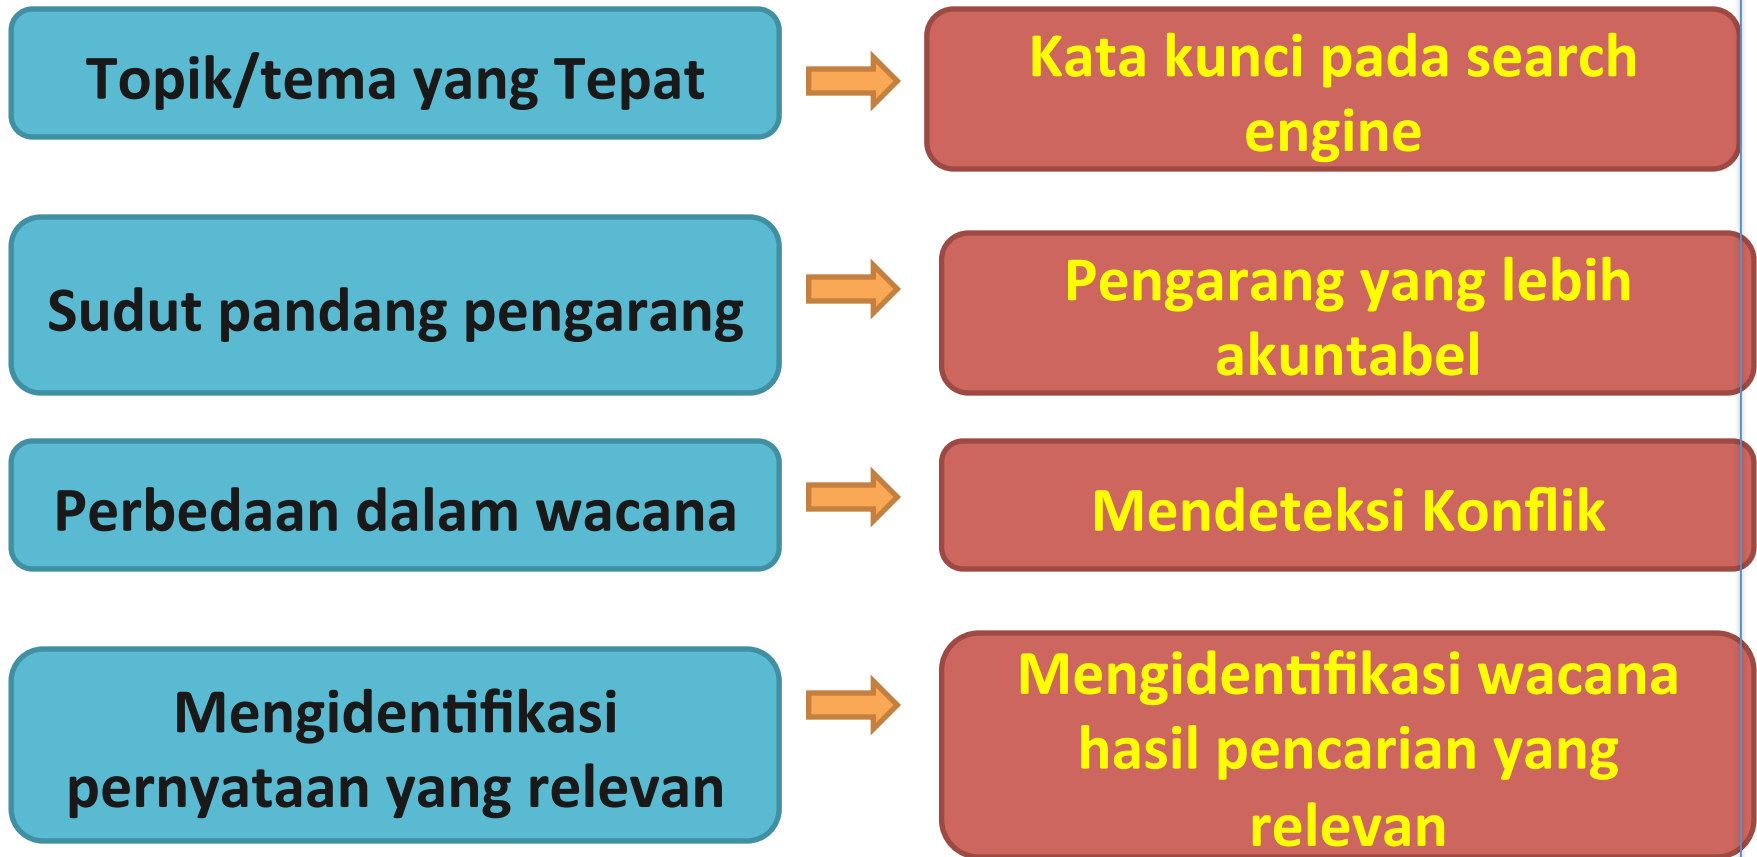 Topik/tema yang Tepat
Kata kunci pada search
engine
Sudut pandang pengarang
Pengarang yang lebih
akuntabel
Perbedaan dalam wacana
Mendeteksi Konflik
Mengidentifikasi
pernyataan yang relevan
Mengidentifikasi wacana
hasil pencarian yang
relevan